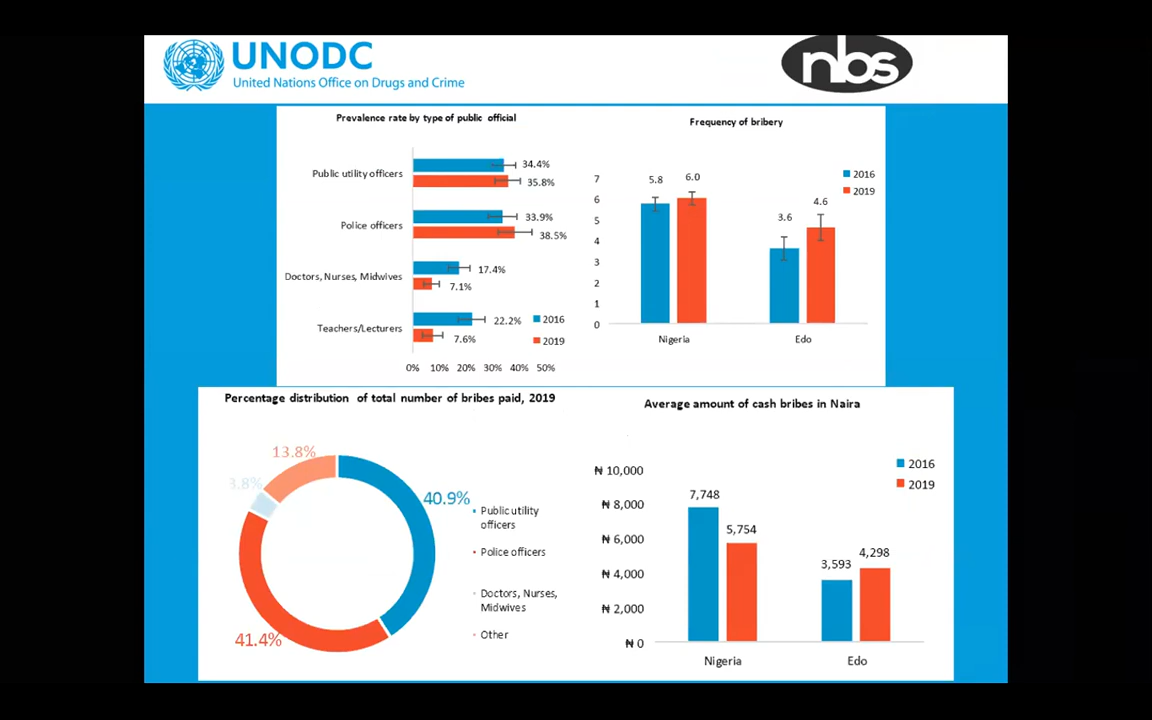 UNODC
United Nations Office on Drugs and Crime
nbs
Prevalence rate by type of public official
Public utility officers
34.4%
35.8%
Police officers
33.9%
38.5%
Doctors, Nurses, Midwives
17.4%
7.1%
Teachers/Lecturers
22.2%
7.6%
2016
2019
0% 10% 20% 30% 40% 50%
Frequency of bribery
2016
2019
7
6
5
4
3
2
1
0
5.8
6.0
3.6
4.6
Nigeria
Edo
Percentage distribution of total number of bribes paid, 2019
13.8%
3.8%
40.9%
41.4%
Public utility
officers
Police officers
Doctors, Nurses,
Midwives
Other
Average amount of cash bribes in Naira
2016
2019
₦ 10,000
₦ 8,000
₦ 6,000
₦ 4,000
₦ 2,000
₦ 0
7,748
5,754
3,593
4,298
Nigeria
Edo